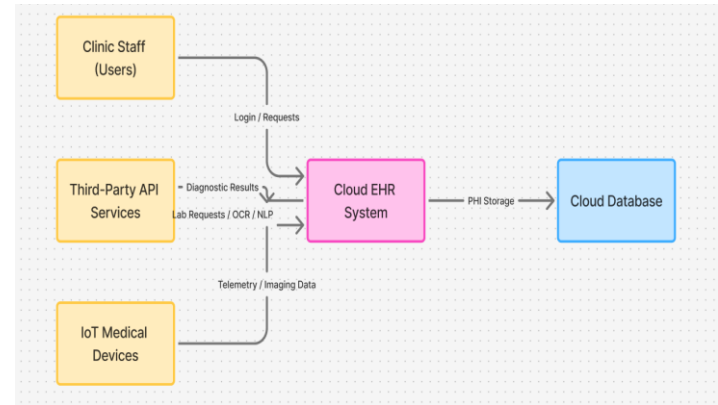 Clinic Staff
(Users)
Login / Requests
Third-Party API
Services
Diagnostic Results
Lab Requests / OCR / NLP
Cloud EHR
System
PHI Storage
Cloud Database
Telemetry / Imaging Data
IoT Medical
Devices